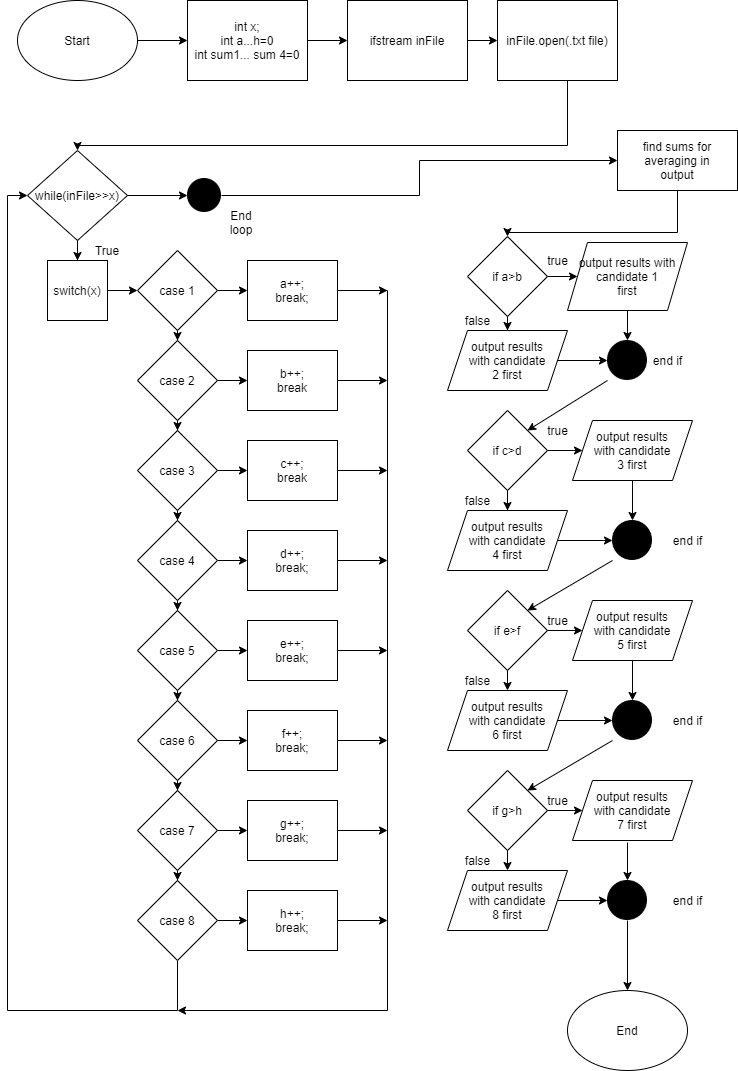 Start
int x;
int a...h=0
int sum1... sum 4=0
ifstream inFile
inFile.open(.txt file)
while(inFile>>x)
End
loop
True
switch(x)
case 1
a++;
break;
case 2
b++;
break
case 3
c++;
break
case 4
d++;
break;
case 5
e++;
break;
case 6
f++;
break;
case 7
g++;
break;
case 8
h++;
break;
find sums for
averaging in
output
if a>b
true
output results with
candidate 1
first
false
output results
with candidate
2 first
end if
if c>d
true
output results
with candidate
3 first
false
output results
with candidate
4 first
end if
if e>f
true
output results
with candidate
5 first
false
output results
with candidate
6 first
end if
if g>h
true
output results
with candidate
7 first
false
output results
with candidate
8 first
end if
End